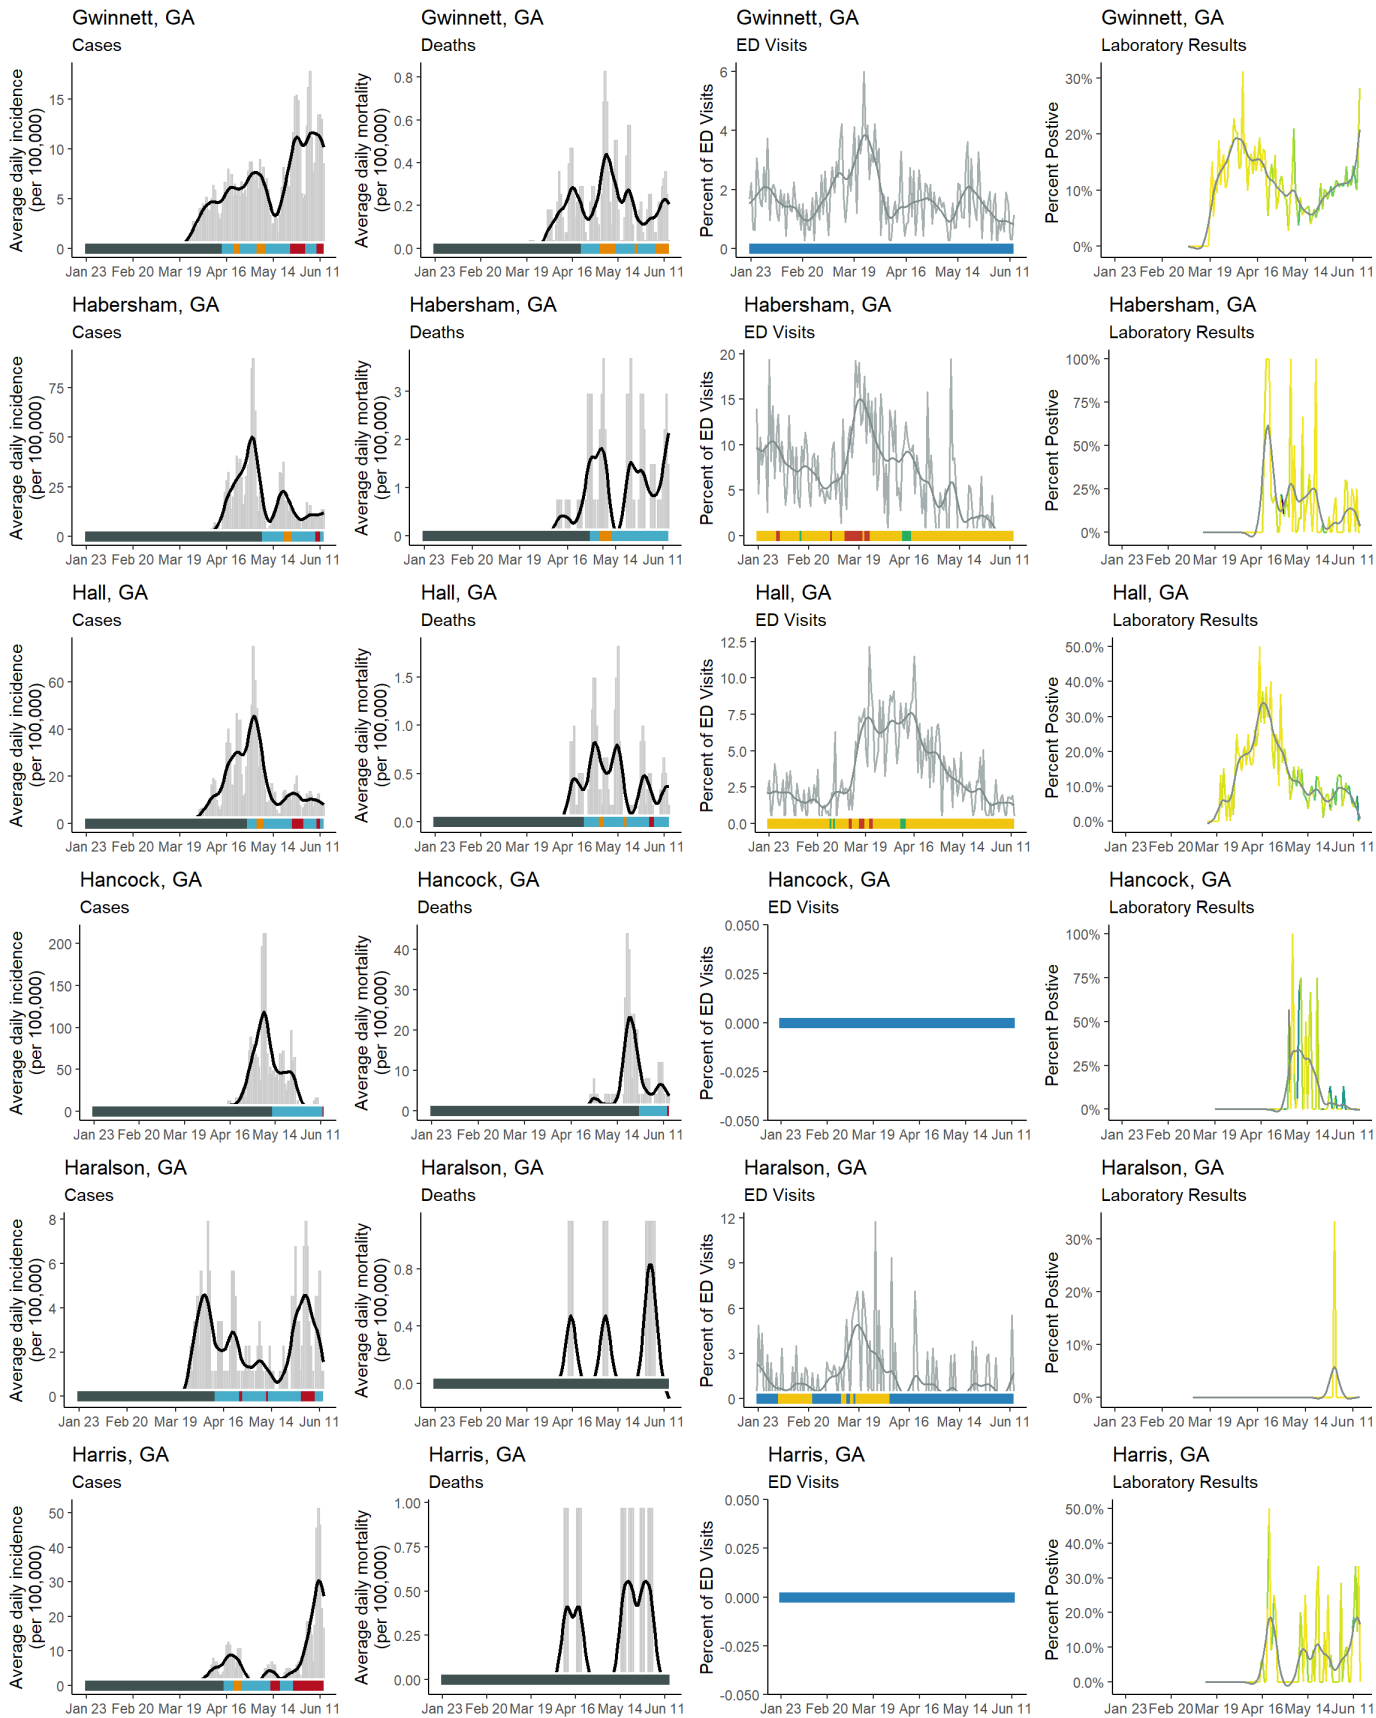 Gwinnett, GA
Cases
Average daily incidence
(per 100,000)
15
10
5
0
Jan 23 Feb 20 Mar 19 Apr 16 May 14 Jun 11
Gwinnett, GA
Deaths
Average daily mortality
(per 100,000)
0.8
0.6
0.4
0.2
0.0
Jan 23 Feb 20 Mar 19 Apr 16 May 14 Jun 11
Gwinnett, GA
ED Visits
Percent of ED Visits
6
4
2
0
Jan 23 Feb 20 Mar 19 Apr 16 May 14 Jun 11
Gwinnett, GA
Laboratory Results
Percent Postive
30%
20%
10%
0%
Jan 23 Feb 20 Mar 19 Apr 16 May 14 Jun 11
Habersham, GA
Cases
Average daily incidence
(per 100,000)
75
50
25
0
Jan 23 Feb 20 Mar 19 Apr 16 May 14 Jun 11
Habersham, GA
Deaths
Average daily mortality
(per 100,000)
3
2
1
0
Jan 23 Feb 20 Mar 19 Apr 16 May 14 Jun 11
Habersham, GA
ED Visits
Percent of ED Visits
20
15
10
5
0
Jan 23 Feb 20 Mar 19 Apr 16 May 14 Jun 11
Habersham, GA
Laboratory Results
Percent Postive
100%
75%
50%
25%
0%
Jan 23 Feb 20 Mar 19 Apr 16 May 14 Jun 11
Hall, GA
Cases
Average daily incidence
(per 100,000)
60
40
20
0
Jan 23 Feb 20 Mar 19 Apr 16 May 14 Jun 11
Hall, GA
Deaths
Average daily mortality
(per 100,000)
1.5
1.0
0.5
0.0
Jan 23 Feb 20 Mar 19 Apr 16 May 14 Jun 11
Hall, GA
ED Visits
Percent of ED Visits
12.5
10.0
7.5
5.0
2.5
0.0
Jan 23 Feb 20 Mar 19 Apr 16 May 14 Jun 11
Hall, GA
Laboratory Results
Percent Postive
50.0%
40.0%
30.0%
20.0%
10.0%
0.0%
Jan 23 Feb 20 Mar 19 Apr 16 May 14 Jun 11
Hancock, GA
Cases
Average daily incidence
(per 100,000)
200
150
100
50
0
Jan 23 Feb 20 Mar 19 Apr 16 May 14 Jun 11
Hancock, GA
Deaths
Average daily mortality
(per 100,000)
40
30
20
10
0
Jan 23 Feb 20 Mar 19 Apr 16 May 14 Jun 11
Hancock, GA
ED Visits
Percent of ED Visits
0.050
0.025
0.000
-0.025
-0.050
Jan 23 Feb 20 Mar 19 Apr 16 May 14 Jun 11
Hancock, GA
Laboratory Results
Percent Postive
100%
75%
50%
25%
0%
Jan 23 Feb 20 Mar 19 Apr 16 May 14 Jun 11
Haralson, GA
Cases
Average daily incidence
(per 100,000)
8
6
4
2
0
Jan 23 Feb 20 Mar 19 Apr 16 May 14 Jun 11
Haralson, GA
Deaths
Average daily mortality
(per 100,000)
0.8
0.4
0.0
Jan 23 Feb 20 Mar 19 Apr 16 May 14 Jun 11
Haralson, GA
ED Visits
Percent of ED Visits
12
9
6
3
0
Jan 23 Feb 20 Mar 19 Apr 16 May 14 Jun 11
Haralson, GA
Laboratory Results
Percent Postive
30%
20%
10%
0%
Jan 23 Feb 20 Mar 19 Apr 16 May 14 Jun 11
Harris, GA
Cases
Average daily incidence
(per 100,000)
50
40
30
20
10
0
Jan 23 Feb 20 Mar 19 Apr 16 May 14 Jun 11
Harris, GA
Deaths
Average daily mortality
(per 100,000)
1.00
0.75
0.50
0.25
0.00
Jan 23 Feb 20 Mar 19 Apr 16 May 14 Jun 11
Harris, GA
ED Visits
Percent of ED Visits
0.050
0.025
0.000
-0.025
-0.050
Jan 23 Feb 20 Mar 19 Apr 16 May 14 Jun 11
Harris, GA
Laboratory Results
Percent Postive
50.0%
40.0%
30.0%
20.0%
10.0%
0.0%
Jan 23 Feb 20 Mar 19 Apr 16 May 14 Jun 11